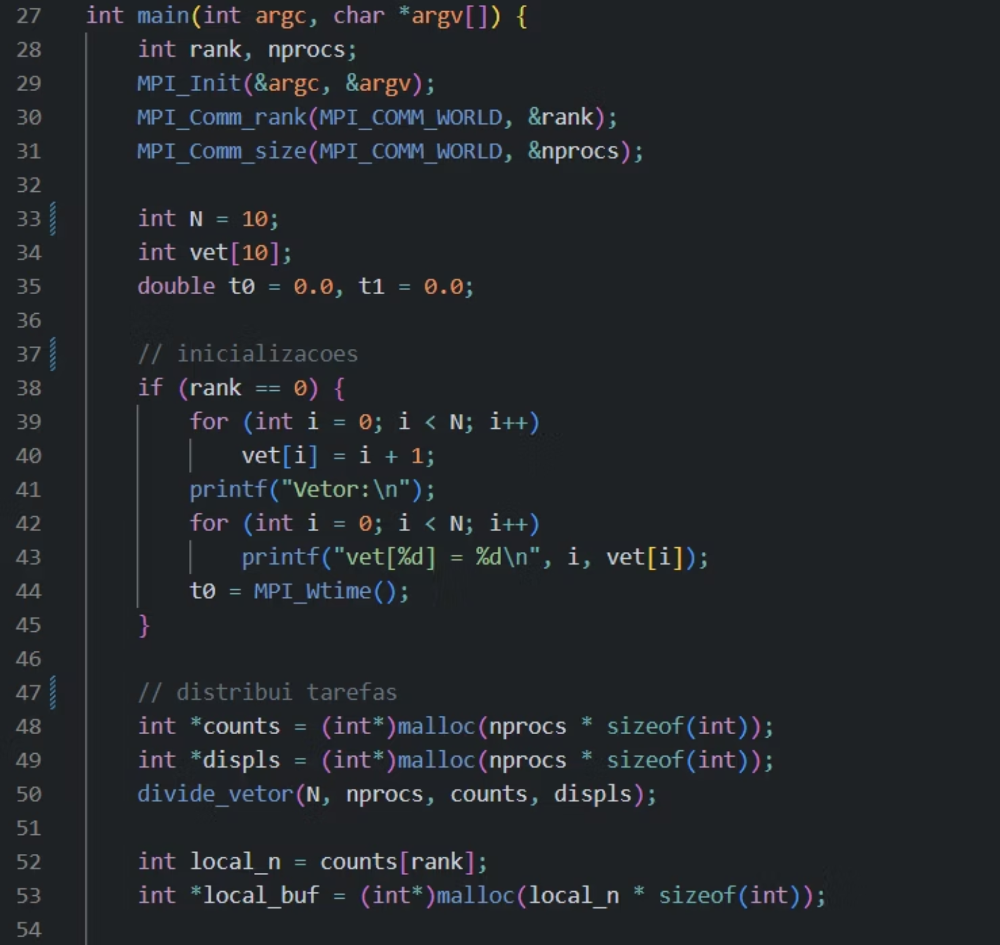 27 int main(int argc, char *argv[]) {
28 int rank, nprocs;
29 MPI_Init(&argc, &argv);
30 MPI_Comm_rank(MPI_COMM_WORLD, &rank);
31 MPI_Comm_size(MPI_COMM_WORLD, &nprocs);
32
33 int N = 10;
34 int vet[10];
35 double t0 = 0.0, t1 = 0.0;
36
37 // inicializacoes
38 if (rank == 0) {
39 for (int i = 0; i < N; i++)
40 vet[i] = i + 1;
41 printf("Vetor:\n");
42 for (int i = 0; i < N; i++)
43 printf("vet[%d] = %d\n", i, vet[i]);
44 t0 = MPI_Wtime();
45 }
46
47 // distribui tarefas
48 int *counts = (int*)malloc(nprocs * sizeof(int));
49 int *displs = (int*)malloc(nprocs * sizeof(int));
50 divide_vetor(N, nprocs, counts, displs);
51
52 int local_n = counts[rank];
53 int *local_buf = (int*)malloc(local_n * sizeof(int));
54